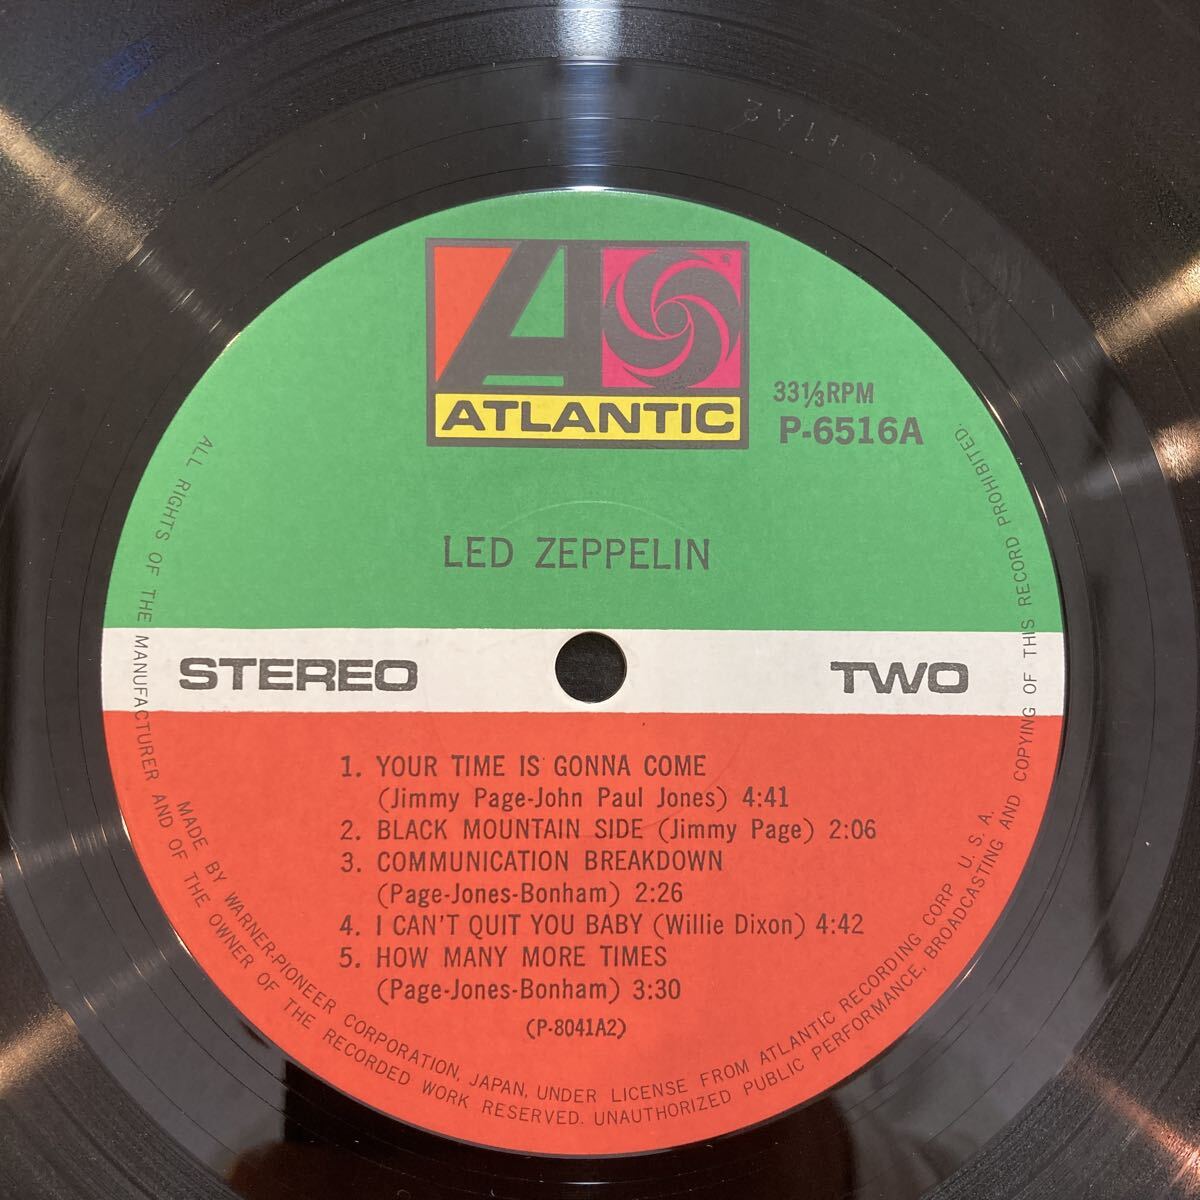 ATLANTIC
®
33⅓RPM
P-6516A
LED ZEPPELIN
STEREO
TWO
1. YOUR TIME IS GONNA COME
(Jimmy Page-John Paul Jones) 4:41
2. BLACK MOUNTAIN SIDE (Jimmy Page) 2:06
3. COMMUNICATION BREAKDOWN
(Page-Jones-Bonham) 2:26
4. I CAN'T QUIT YOU BABY (Willie Dixon) 4:42
5. HOW MANY MORE TIMES
(Page-Jones-Bonham) 3:30
(P-8041A2)
MADE BY WARNER-PIONEER CORPORATION, JAPAN, UNDER LICENSE FROM ATLANTIC RECORDING CORP U. S. A.
ALL RIGHTS OF THE MANUFACTURER AND OF THE OWNER OF THE RECORDED WORK RESERVED. UNAUTHORIZED PUBLIC PERFORMANCE, BROADCASTING AND COPYING OF THIS RECORD PROHIBITED.